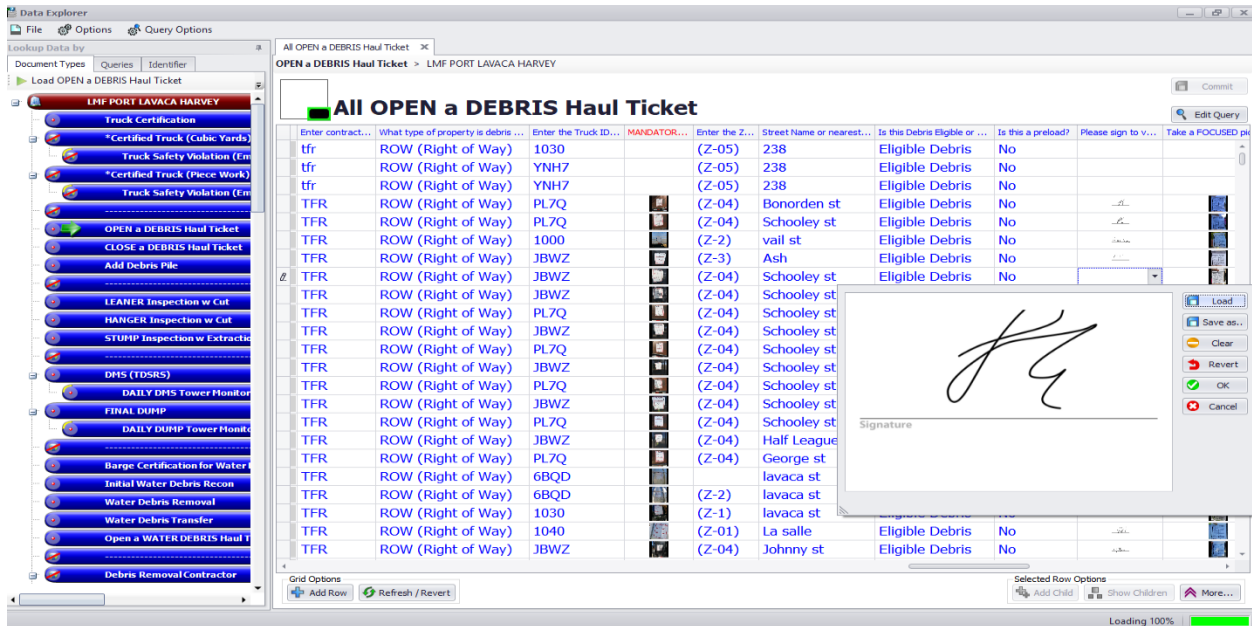 Data Explorer
File Options Query Options
Lookup Data by
Document Types Queries Identifier
Load OPEN a DEBRIS Haul Ticket
LMF PORT LAVACA HARVEY
Truck Certification
*Certified Truck (Cubic Yards)
Truck Safety Violation (Em
*Certified Truck (Piece Work)
Truck Safety Violation (Em
OPEN a DEBRIS Haul Ticket
CLOSE a DEBRIS Haul Ticket
Add Debris Pile
LEANER Inspection w Cut
HANGER Inspection w Cut
STUMP Inspection w Extractio
DMS (TDSRS)
DAILY DMS Tower Monitor
FINAL DUMP
DAILY DUMP Tower Monito
Barge Certification for Water
Initial Water Debris Recon
Water Debris Removal
Water Debris Transfer
Open a WATER DEBRIS Haul T
Debris Removal Contractor
All OPEN a DEBRIS Haul Ticket
OPEN a DEBRIS Haul Ticket > LMF PORT LAVACA HARVEY
All OPEN a DEBRIS Haul Ticket
Commit
Edit Query
Enter contract... What type of property is debris ... Enter the Truck ID... MANDATOR... Enter the Z... Street Name or nearest... Is this Debris Eligible or ... Is this a preload? Please sign to v... Take a FOCUSED pic
tfr ROW (Right of Way) 1030 (Z-05) 238 Eligible Debris No
tfr ROW (Right of Way) YNH7 (Z-05) 238 Eligible Debris No
tfr ROW (Right of Way) YNH7 (Z-05) 238 Eligible Debris No
TFR ROW (Right of Way) PL7Q (Z-04) Bonorden st Eligible Debris No
TFR ROW (Right of Way) PL7Q (Z-04) Schooley st Eligible Debris No
TFR ROW (Right of Way) 1000 (Z-2) vail st Eligible Debris No
TFR ROW (Right of Way) JBWZ (Z-3) Ash Eligible Debris No
TFR ROW (Right of Way) JBWZ (Z-04) Schooley st Eligible Debris No
TFR ROW (Right of Way) JBWZ (Z-04) Schooley st
TFR ROW (Right of Way) PL7Q (Z-04) Schooley st
TFR ROW (Right of Way) JBWZ (Z-04) Schooley st
TFR ROW (Right of Way) PL7Q (Z-04) Schooley st
TFR ROW (Right of Way) JBWZ (Z-04) Schooley st
TFR ROW (Right of Way) PL7Q (Z-04) Schooley st
TFR ROW (Right of Way) JBWZ (Z-04) Schooley st
TFR ROW (Right of Way) PL7Q (Z-04) Schooley st
TFR ROW (Right of Way) JBWZ (Z-04) Half League
TFR ROW (Right of Way) PL7Q (Z-04) George st
TFR ROW (Right of Way) 6BQD lavaca st
TFR ROW (Right of Way) 6BQD (Z-2) lavaca st
TFR ROW (Right of Way) 1030 (Z-1) lavaca st
TFR ROW (Right of Way) 1040 (Z-01) La salle Eligible Debris No
TFR ROW (Right of Way) JBWZ (Z-04) Johnny st Eligible Debris No
Signature
Load
Save as..
Clear
Revert
OK
Cancel
Grid Options
Add Row Refresh / Revert
Selected Row Options
Add Child Show Children More...
Loading 100%